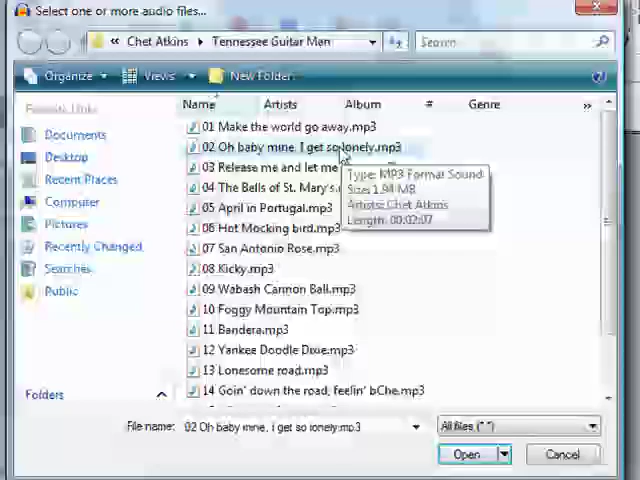 Select one or more audio files...
« Chet Atkins › Tennessee Guitar Man
Search
Organize Views New Folder
Favorite Links
Name Artists Album # Genre »
Documents
Desktop
Recent Places
Computer
Pictures
Recently Changed
Searches
Public
Folders
01 Make the world go away.mp3
02 Oh baby mine, I get so lonely.mp3
03 Release me and let me
04 The Bells of St. Mary's.
05 April in Portugal.mp3
06 Hot Mocking bird.mp3
07 San Antonio Rose.mp3
08 Kicky.mp3
09 Wabash Cannon Ball.mp3
10 Foggy Mountain Top.mp3
11 Bandera.mp3
12 Yankee Doodle Dixie.mp3
13 Lonesome road.mp3
14 Goin' down the road, feelin' bChe.mp3
Type: MP3 Format Sound
Size: 1.94 MB
Artists: Chet Atkins
Length: 00:02:07
File name: 02 Oh baby mine, I get so lonely.mp3
All files (*.*)
Open Cancel